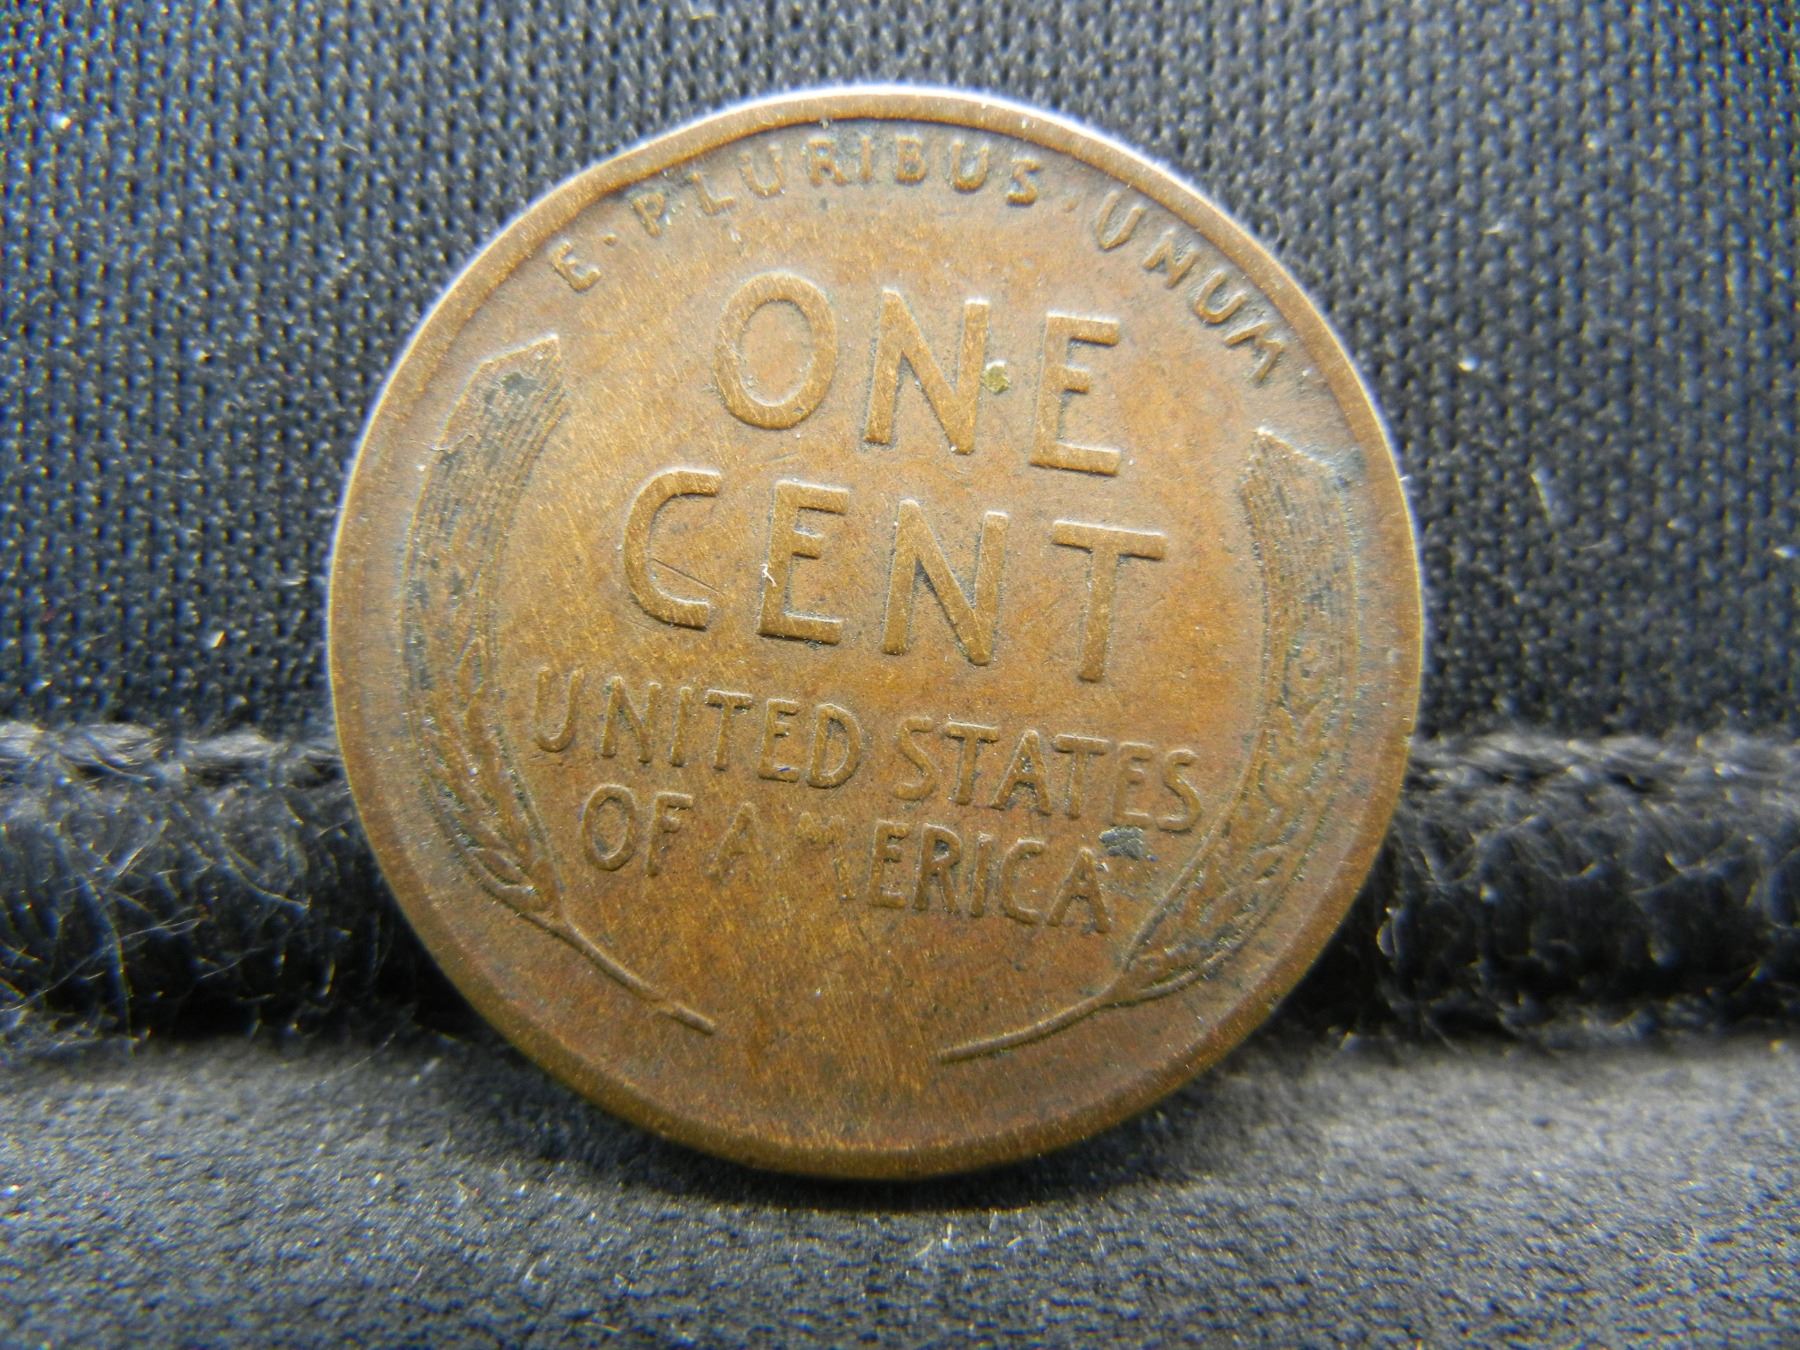 E·PLURIBUS·UNUM
ONE
CENT
UNITED STATES
OF AMERICA